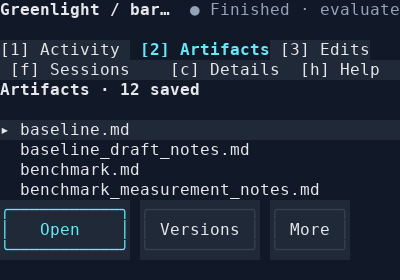 Greenlight / bar… ● Finished · evaluate
[1] Activity [2] Artifacts [3] Edits
[f] Sessions [c] Details [h] Help
Artifacts · 12 saved
▸ baseline.md
baseline_draft_notes.md
benchmark.md
benchmark_measurement_notes.md
Open Versions More